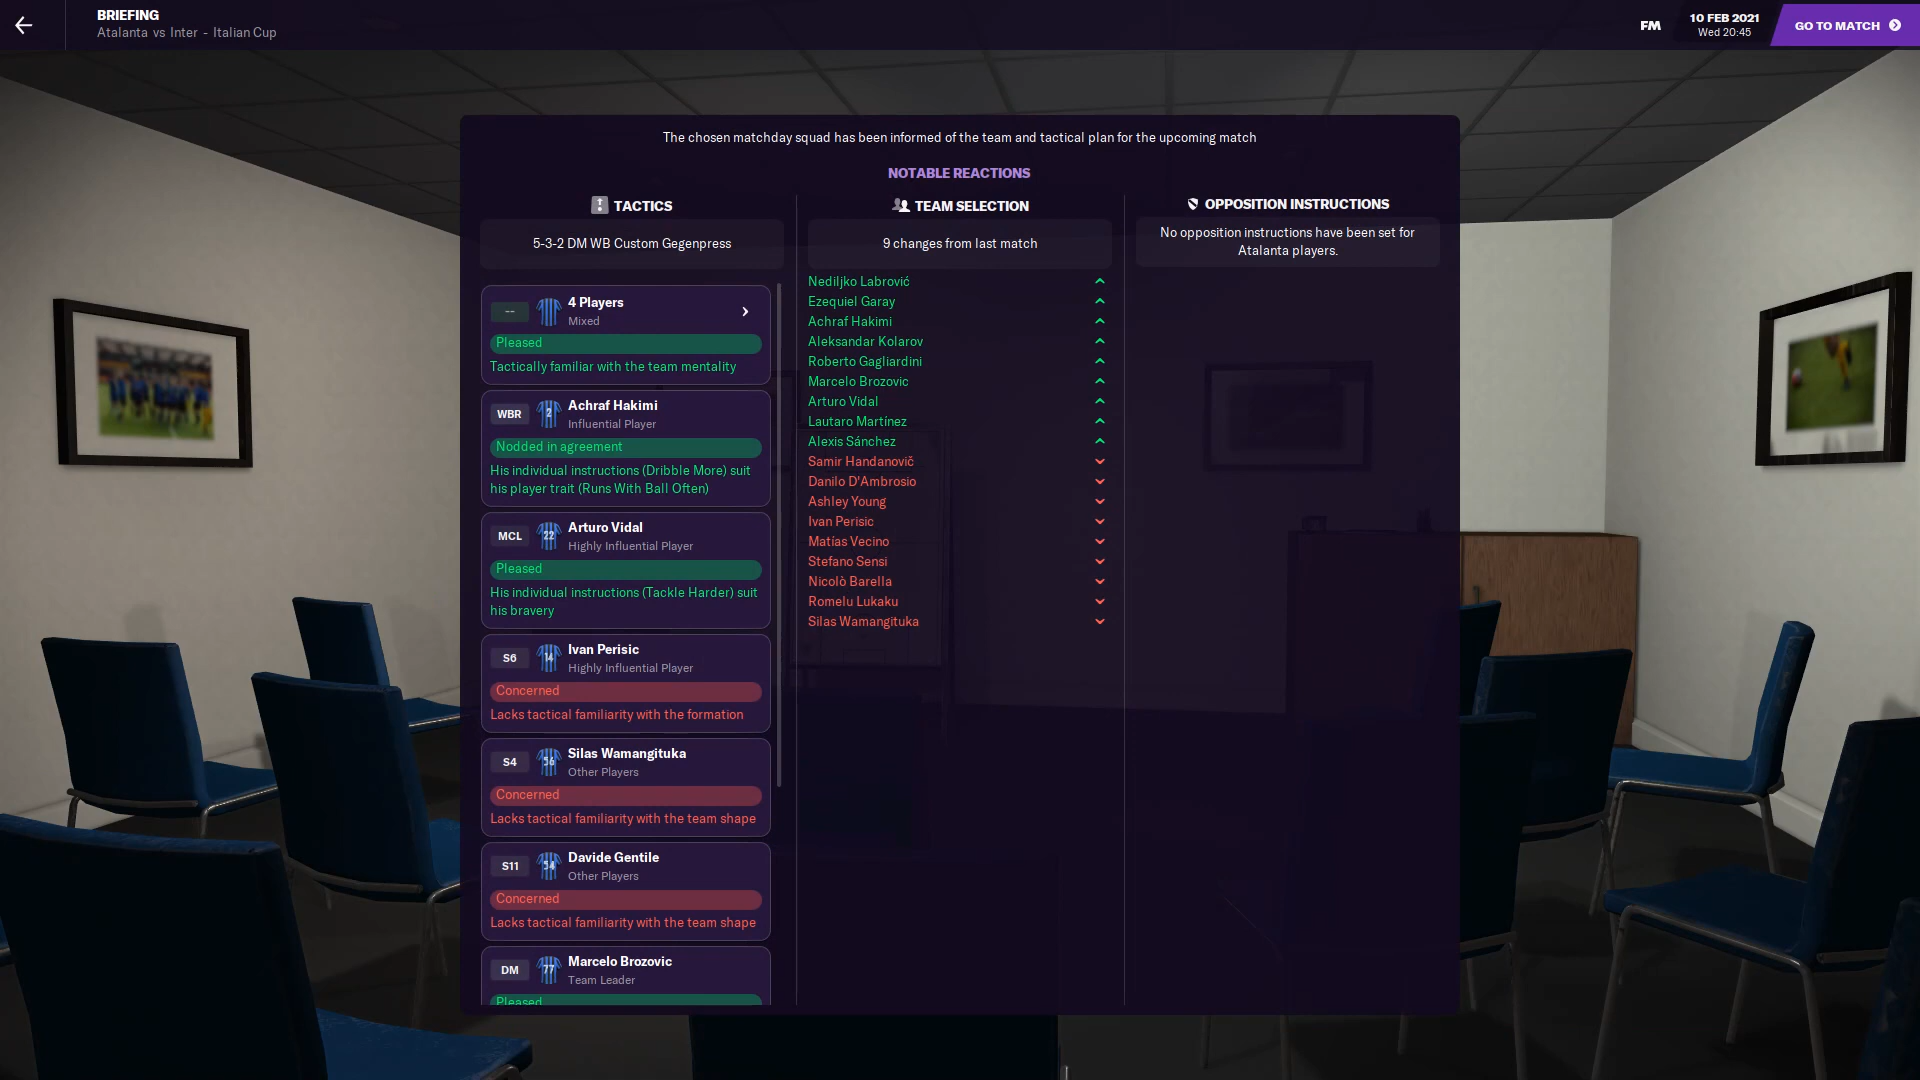 BRIEFING
Atalanta vs Inter - Italian Cup
FM
10 FEB 2021
Wed 20:45
GO TO MATCH
The chosen matchday squad has been informed of the team and tactical plan for the upcoming match
NOTABLE REACTIONS
TACTICS
5-3-2 DM WB Custom Gegenpress
--
4 Players
Mixed
Pleased
Tactically familiar with the team mentality
WBR
2
Achraf Hakimi
Influential Player
Nodded in agreement
His individual instructions (Dribble More) suit
his player trait (Runs With Ball Often)
MCL
22
Arturo Vidal
Highly Influential Player
Pleased
His individual instructions (Tackle Harder) suit
his bravery
S6
14
Ivan Perisic
Highly Influential Player
Concerned
Lacks tactical familiarity with the formation
S4
56
Silas Wamangituka
Other Players
Concerned
Lacks tactical familiarity with the team shape
S11
54
Davide Gentile
Other Players
Concerned
Lacks tactical familiarity with the team shape
DM
77
Marcelo Brozovic
Team Leader
Pleased
TEAM SELECTION
9 changes from last match
Nediljko Labrović
Ezequiel Garay
Achraf Hakimi
Aleksandar Kolarov
Roberto Gagliardini
Marcelo Brozovic
Arturo Vidal
Lautaro Martínez
Alexis Sánchez
Samir Handanovič
Danilo D'Ambrosio
Ashley Young
Ivan Perisic
Matías Vecino
Stefano Sensi
Nicolò Barella
Romelu Lukaku
Silas Wamangituka
OPPOSITION INSTRUCTIONS
No opposition instructions have been set for
Atalanta players.